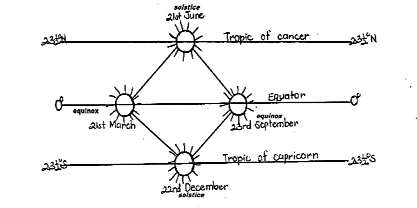 solstice
21st June
23½°N Tropic of cancer 23½°N
0° Equator 0°
equinox equinox
21st March 23rd September
23½°S Tropic of capricorn 23½°S
22nd December
solstice